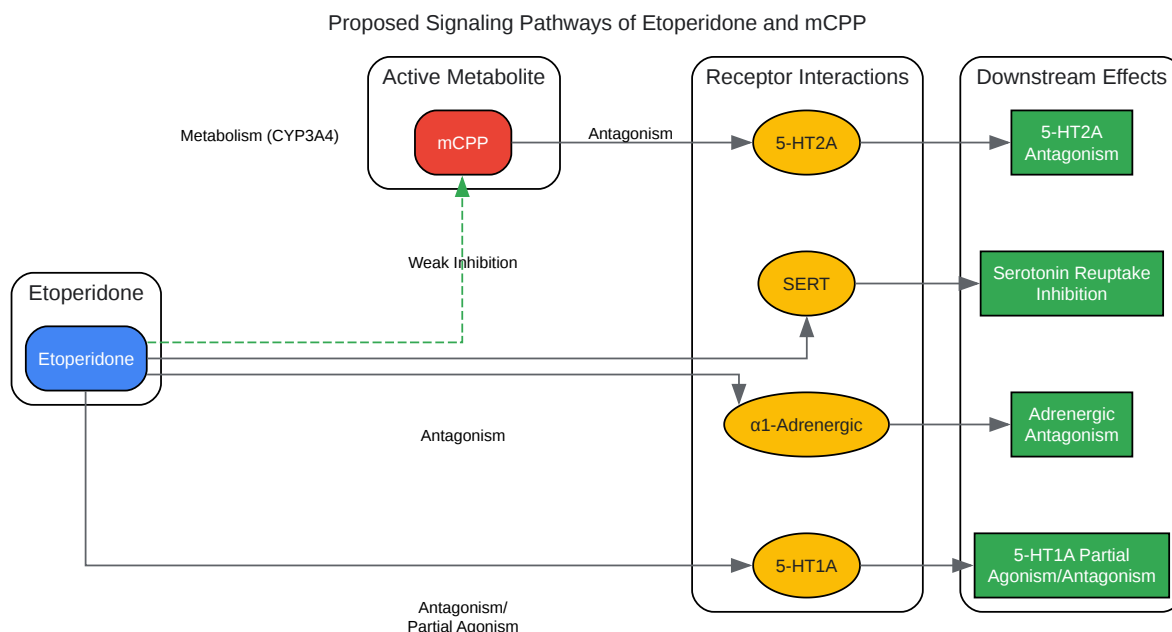 Proposed Signaling Pathways of Etoperidone and mCPP
Active Metabolite
Receptor Interactions
Downstream Effects
Metabolism (CYP3A4)
mCPP
Antagonism
5-HT2A
5-HT2A
Antagonism
Weak Inhibition
Etoperidone
SERT
Serotonin Reuptake
Inhibition
Etoperidone
Antagonism
α1-Adrenergic
Adrenergic
Antagonism
5-HT1A
5-HT1A Partial
Agonism/Antagonism
Antagonism/
Partial Agonism